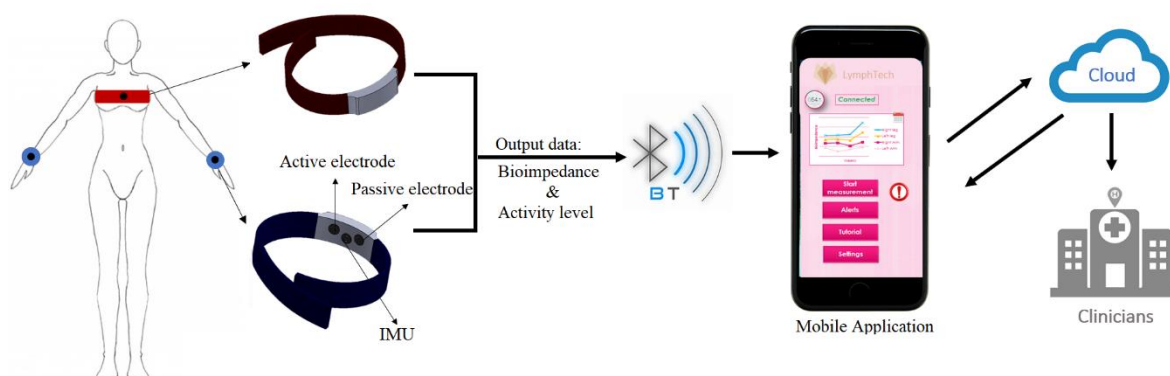 Active electrode
Passive electrode
IMU
Output data:
Bioimpedance
&
Activity level
BT
LymphTech
Connected
Start
measurement
Alerts
Tutorial
Settings
Mobile Application
Cloud
H
Clinicians